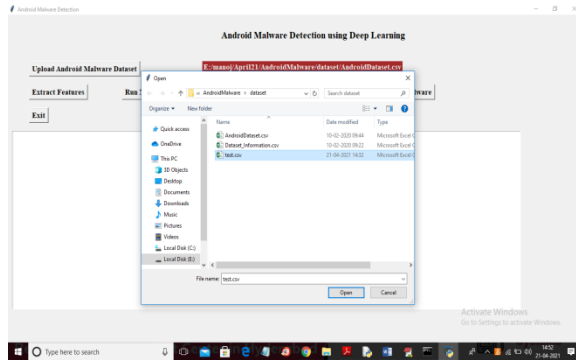 Android Malware Detection
Android Malware Detection using Deep Learning
Upload Android Malware Dataset
E:/manoj/April21/AndroidMalware/dataset/AndroidDataset.csv
Extract Features
Run
ware
Exit
Open
« AndroidMalware › dataset
Search dataset
Organize
New folder
Name
Date modified
Type
Quick access
OneDrive
This PC
3D Objects
Desktop
Documents
Downloads
Music
Pictures
Videos
Local Disk (C:)
Local Disk (E:)
AndroidDataset.csv
10-02-2020 09:44
Microsoft Excel C
Dataset_Information.csv
10-02-2020 09:22
Microsoft Excel C
test.csv
21-04-2021 14:32
Microsoft Excel C
File name:
test.csv
Open
Cancel
Activate Windows
Go to Settings to activate Windows.
Type here to search
14:52
21-04-2021